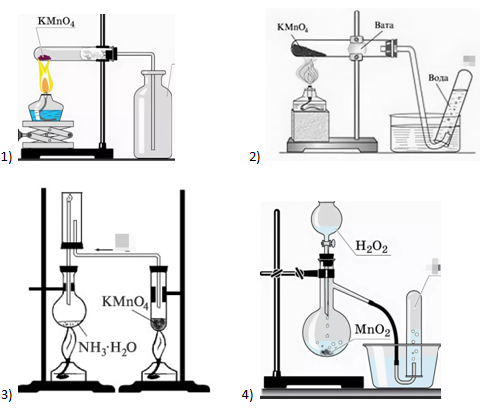 KMnO₄
1)
KMnO₄
Вата
Вода
2)
KMnO₄
NH₃·H₂O
3)
H₂O₂
MnO₂
4)